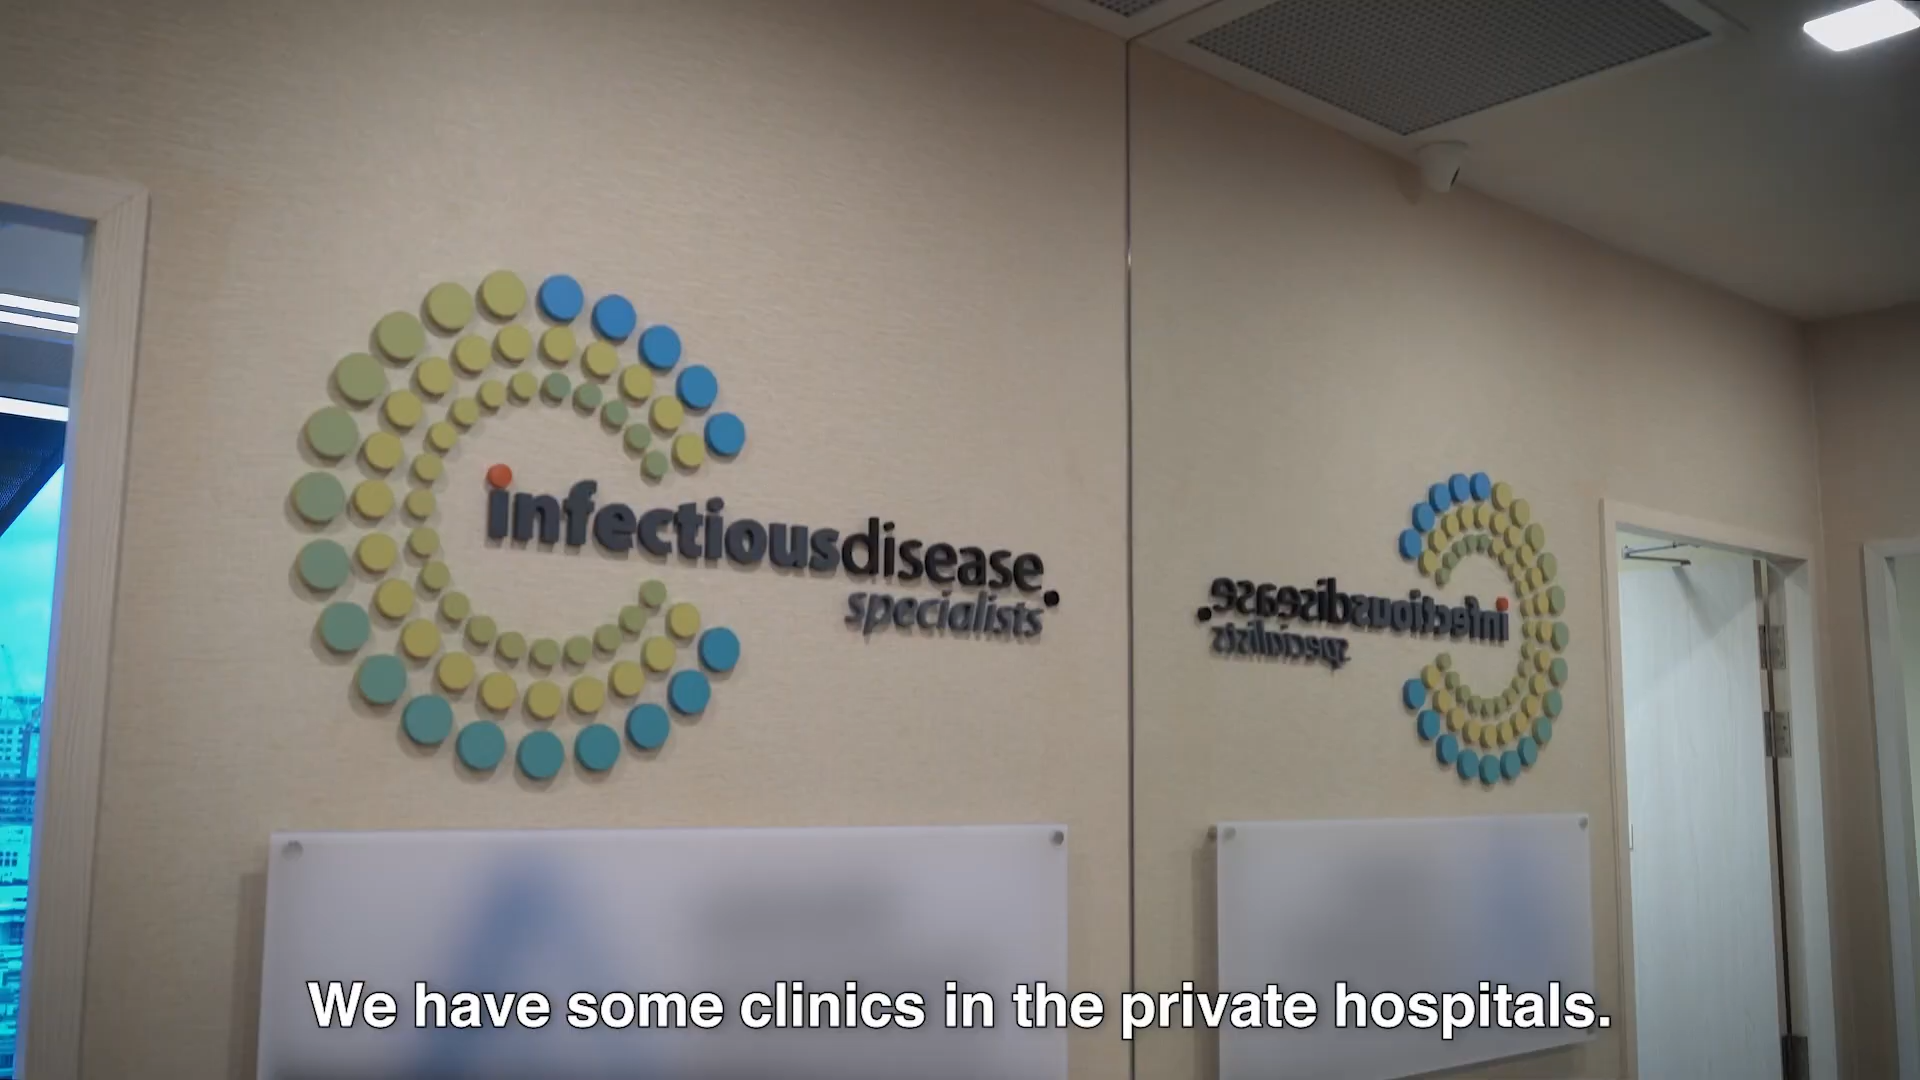 infectiousdisease.
specialists
infectiousdisease.
specialists
We have some clinics in the private hospitals.